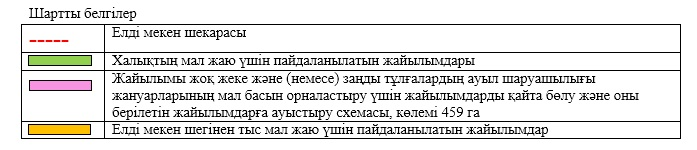 Шартты белгілер
Елді мекен шекарасы
Халықтың мал жаю үшін пайдаланылатын жайылымдары
Жайылымы жоқ жеке және (немесе) заңды тұлғалардың ауыл шаруашылығы
жануарларының мал басын орналастыру үшін жайылымдарды қайта бөлу және оны
берілетін жайылымдарға ауыстыру схемасы, көлемі 459 га
Елді мекен шегінен тыс мал жаю үшін пайдаланылатын жайылымдар